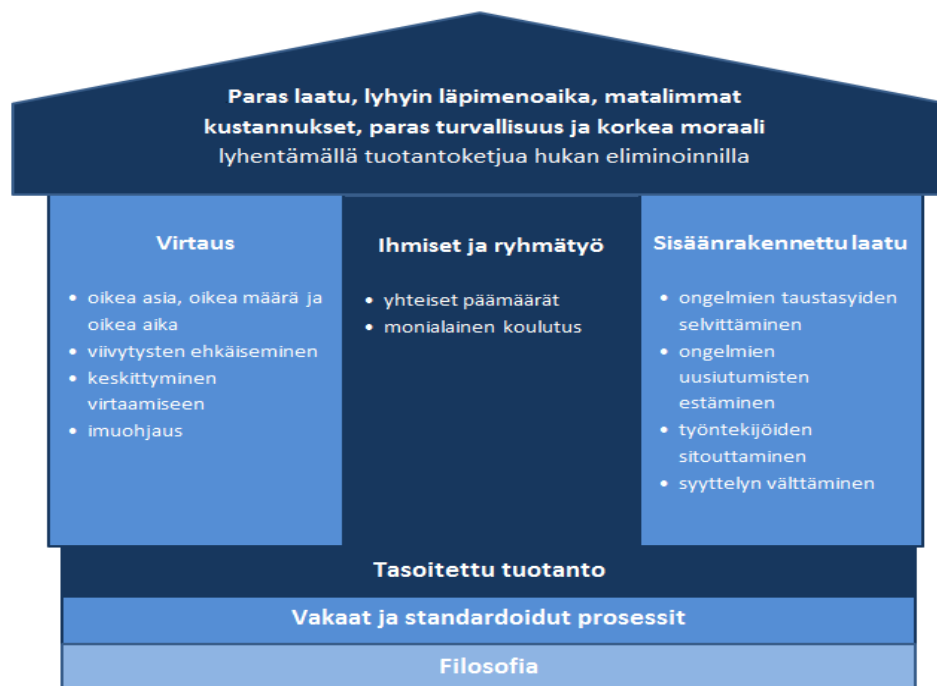 Paras laatu, lyhyin läpimenoaika, matalimmat
kustannukset, paras turvallisuus ja korkea moraali
lyhentämällä tuotantoketjua hukan eliminoinnilla
Virtaus
• oikea asia, oikea määrä ja
oikea aika
• viivytysten ehkäiseminen
• keskittyminen
virtaamiseen
• imuohjaus
Ihmiset ja ryhmätyö
• yhteiset päämäärät
• monialainen koulutus
Sisäänrakennettu laatu
• ongelmien taustasyiden
selvittäminen
• ongelmien
uusiutumisten
estäminen
• työntekijöiden
sitouttaminen
• syyttelyn välttäminen
Tasoitettu tuotanto
Vakaat ja standardoidut prosessit
Filosofia